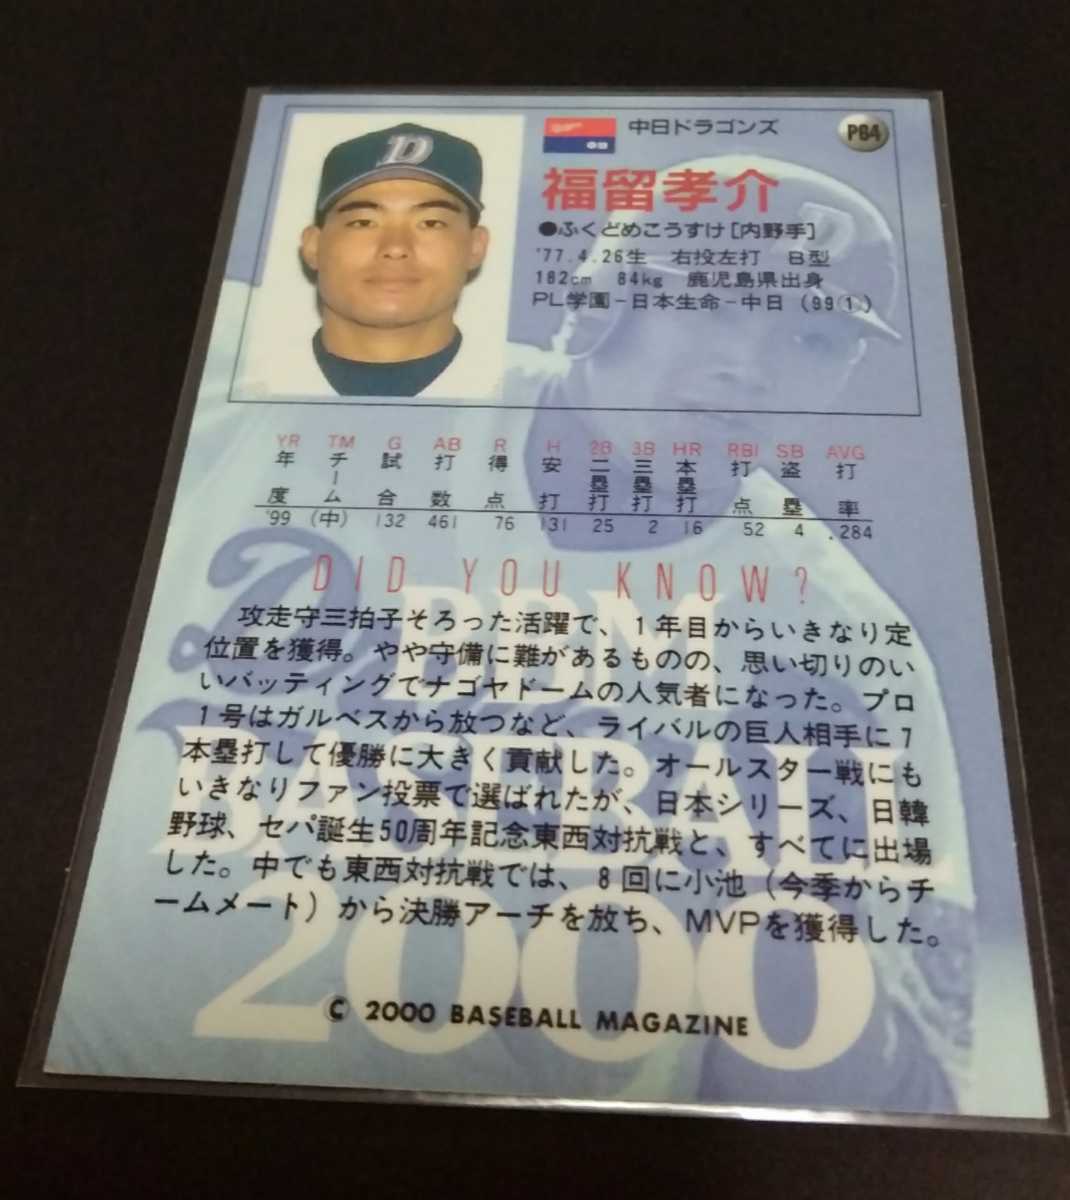 D
中日
中日ドラゴンズ
P64
福留孝介
●ふくどめこうすけ[内野手]
'77.4.26生 右投左打 B型
182cm 84kg 鹿児島県出身
PL学園－日本生命－中日（99①）
YR TM G AB R H 2B 3B HR RBI SB AVG
年度 チーム 試合 打数 得点 安打 二塁打 三塁打 本塁打 打点 盗塁 打率
'99 （中） 132 461 76 131 25 2 16 52 4 .284
DID YOU KNOW?
攻走守三拍子そろった活躍で、１年目からいきなり定
位置を獲得。やや守備に難があるものの、思い切りのい
いバッティングでナゴヤドームの人気者になった。プロ
１号はガルベスから放つなど、ライバルの巨人相手に７
本塁打して優勝に大きく貢献した。オールスター戦にも
いきなりファン投票で選ばれたが、日本シリーズ、日韓
野球、セパ誕生50周年記念東西対抗戦と、すべてに出場
した。中でも東西対抗戦では、８回に小池（今季からチ
ームメート）から決勝アーチを放ち、MVPを獲得した。
BBM
BASEBALL
2000
© 2000 BASEBALL MAGAZINE